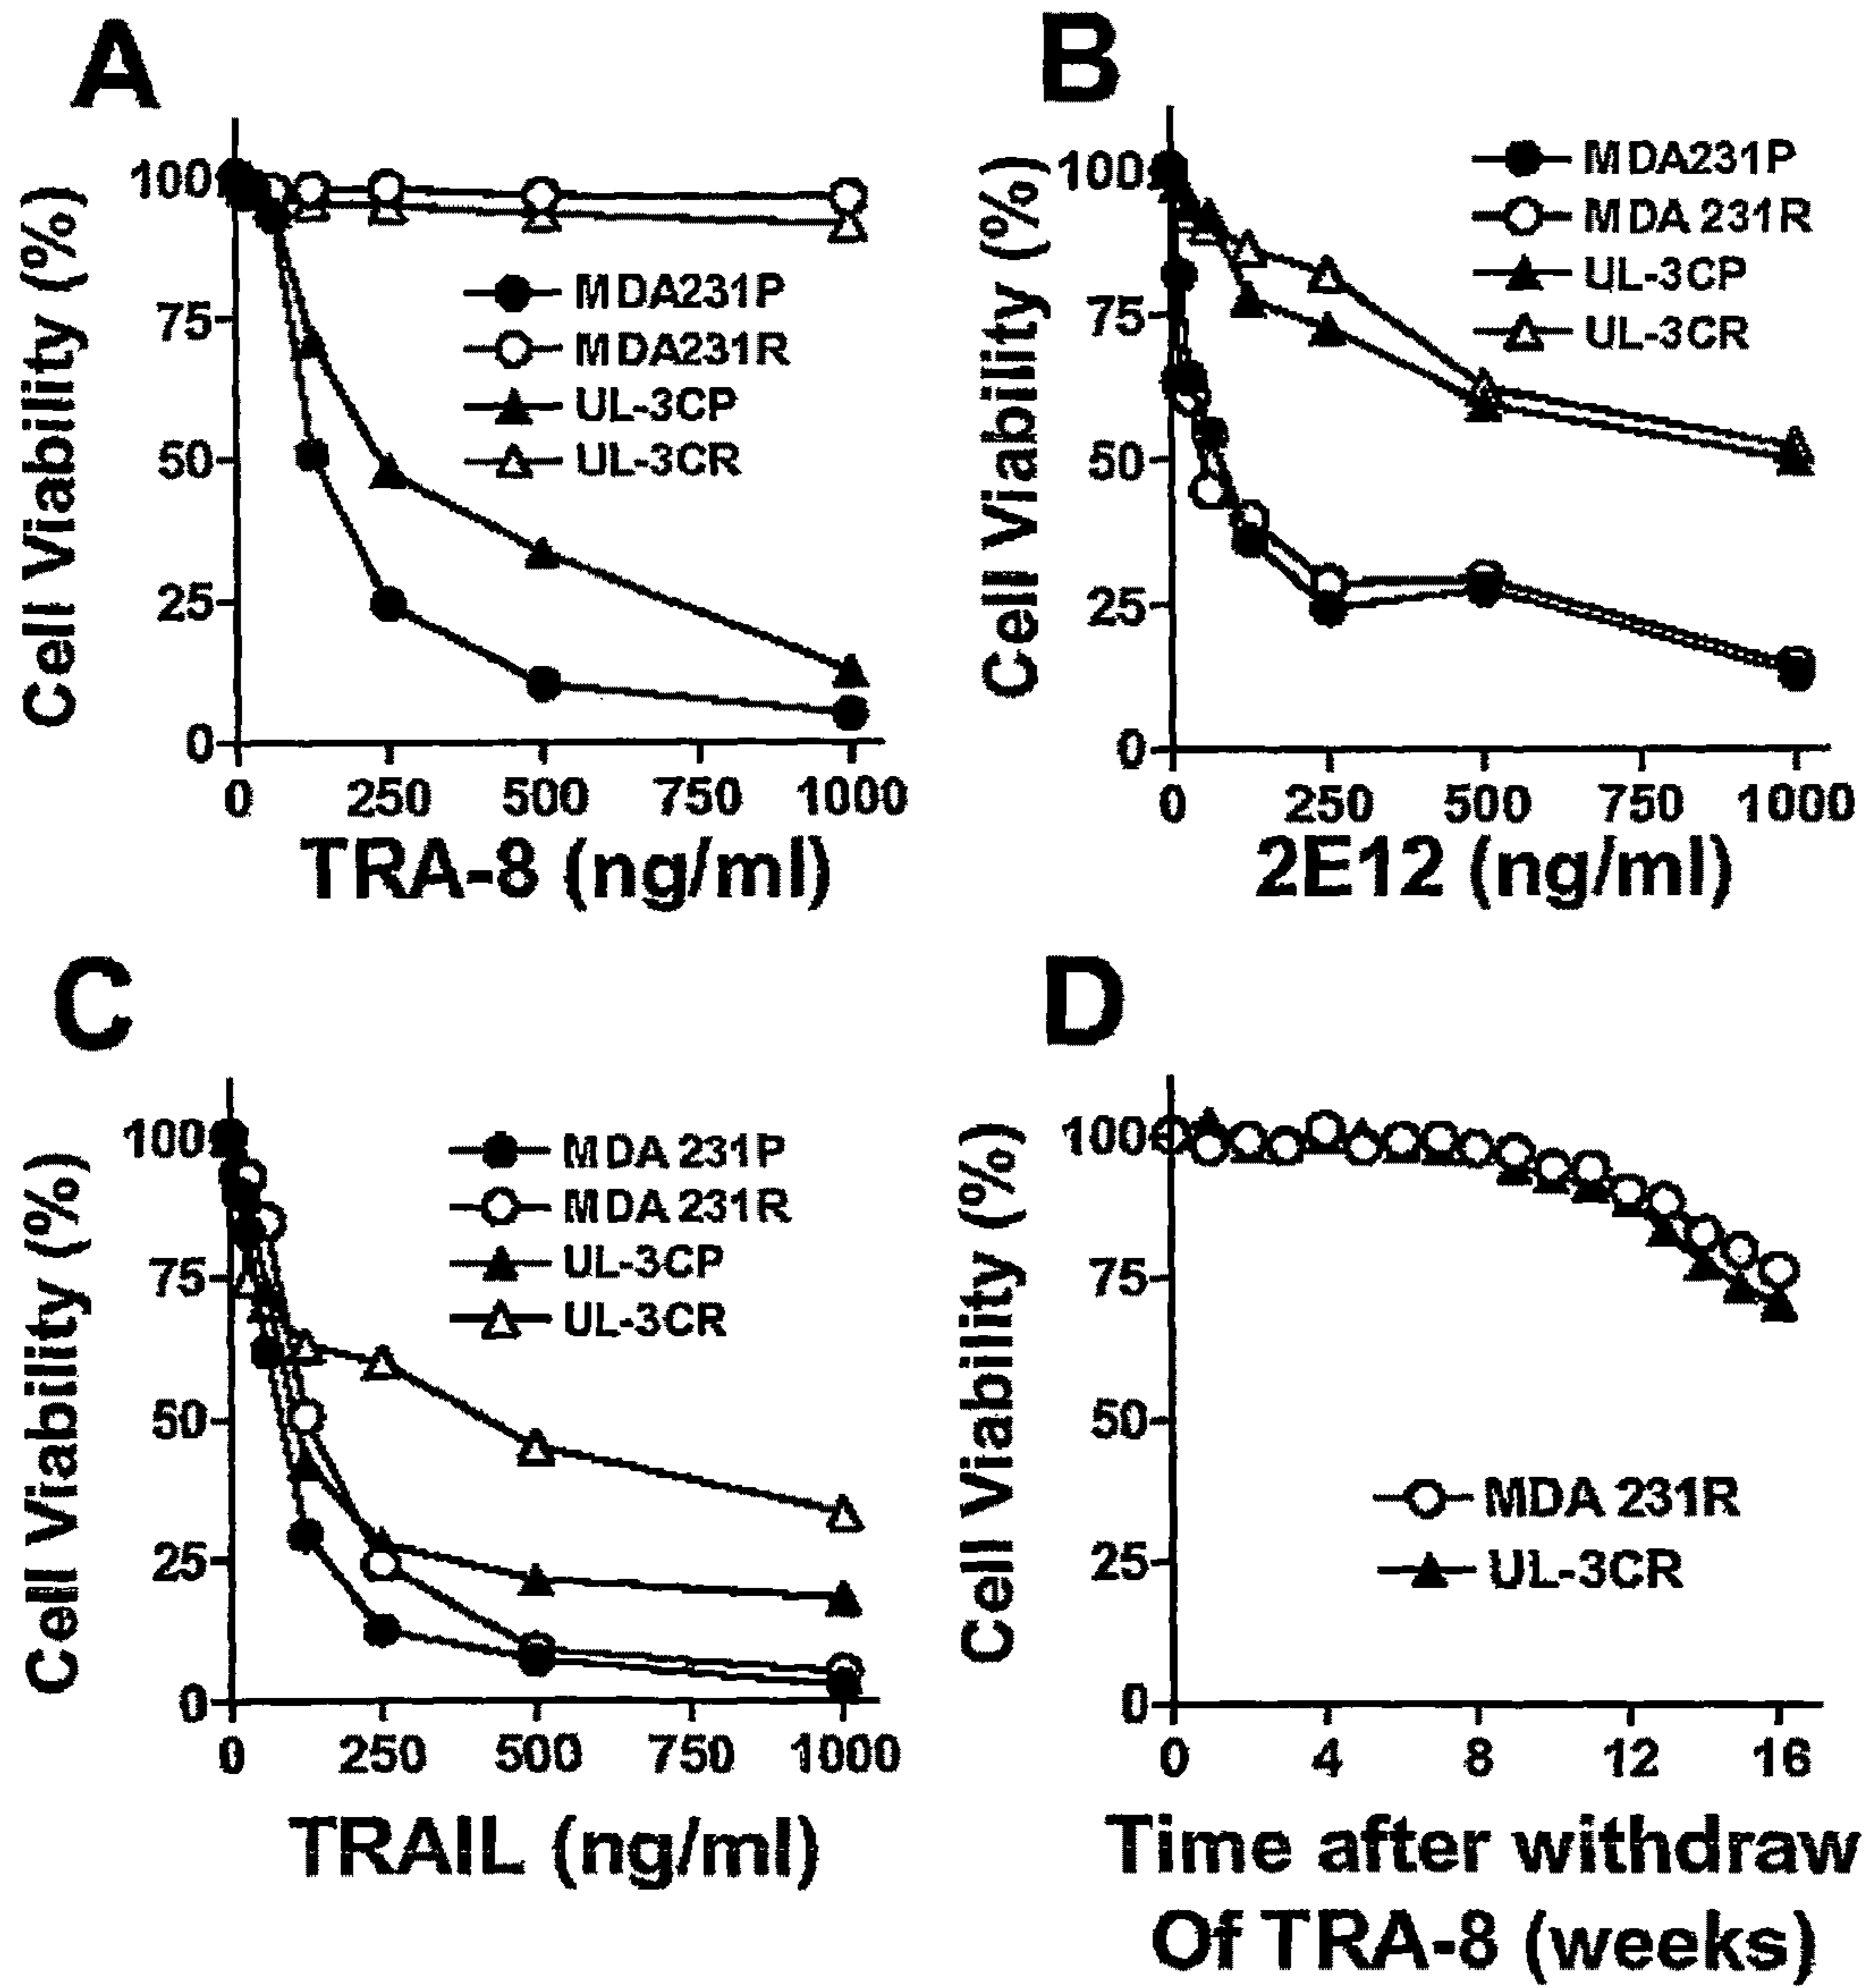 A
Cell Viability (%)
100
75
50
25
0
MDA231P
MDA231R
UL-3CP
UL-3CR
0 250 500 750 1000
TRA-8 (ng/ml)
B
Cell Viability (%)
100
75
50
25
0
MDA231P
MDA 231R
UL-3CP
UL-3CR
0 250 500 750 1000
2E12 (ng/ml)
C
Cell Viability (%)
100
75
50
25
0
MDA 231P
MDA 231R
UL-3CP
UL-3CR
0 250 500 750 1000
TRAIL (ng/ml)
D
Cell Viability (%)
100
75
50
25
0
MDA 231R
UL-3CR
0 4 8 12 16
Time after withdraw
Of TRA-8 (weeks)